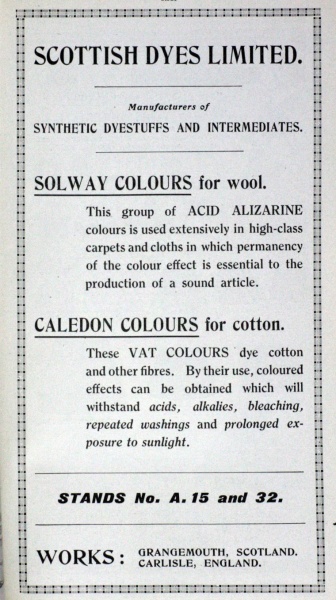 SCOTTISH DYES LIMITED.
Manufacturers of
SYNTHETIC DYESTUFFS AND INTERMEDIATES.
SOLWAY COLOURS for wool.
This group of ACID ALIZARINE
colours is used extensively in high-class
carpets and cloths in which permanency
of the colour effect is essential to the
production of a sound article.
CALEDON COLOURS for cotton.
These VAT COLOURS dye cotton
and other fibres. By their use, coloured
effects can be obtained which will
withstand acids, alkalies, bleaching,
repeated washings and prolonged ex-
posure to sunlight.
STANDS No. A. 15 and 32.
WORKS: GRANGEMOUTH, SCOTLAND.
CARLISLE, ENGLAND.